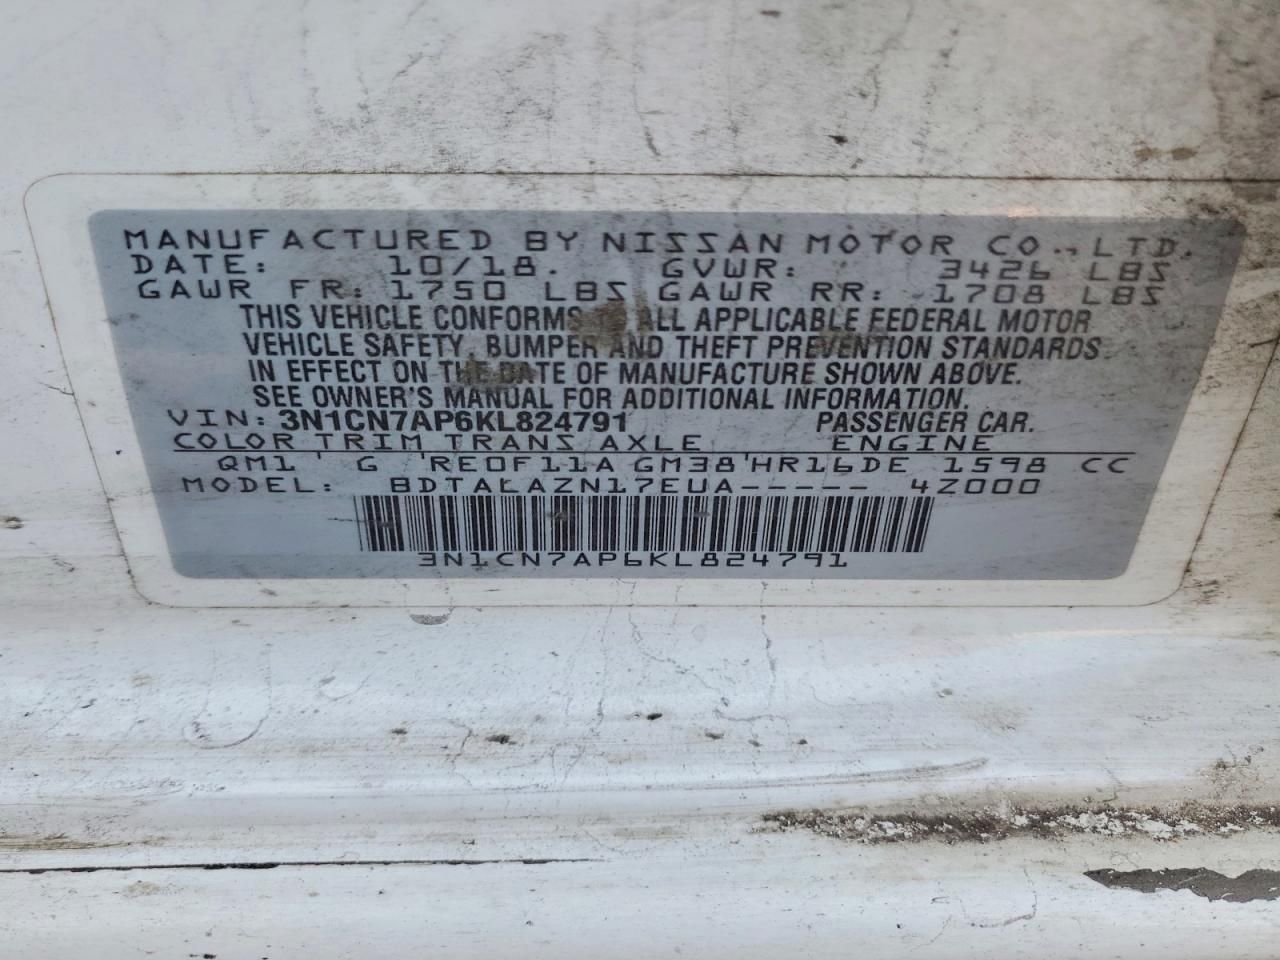 MANUFACTURED BY NISSAN MOTOR CO., LTD.
DATE: 10/18. GVWR: 3426 LBS
GAWR FR: 1750 LBS GAWR RR: 1708 LBS
THIS VEHICLE CONFORMS TO ALL APPLICABLE FEDERAL MOTOR
VEHICLE SAFETY, BUMPER AND THEFT PREVENTION STANDARDS
IN EFFECT ON THE DATE OF MANUFACTURE SHOWN ABOVE.
SEE OWNER'S MANUAL FOR ADDITIONAL INFORMATION.
VIN: 3N1CN7AP6KL824791 PASSENGER CAR.
COLOR TRIM TRANS AXLE ENGINE
QM1 ' G 'RE0F11A GM38'HR16DE 1598 CC
MODEL: BDTALAZN17EUA----- 4Z000
3N1CN7AP6KL824791